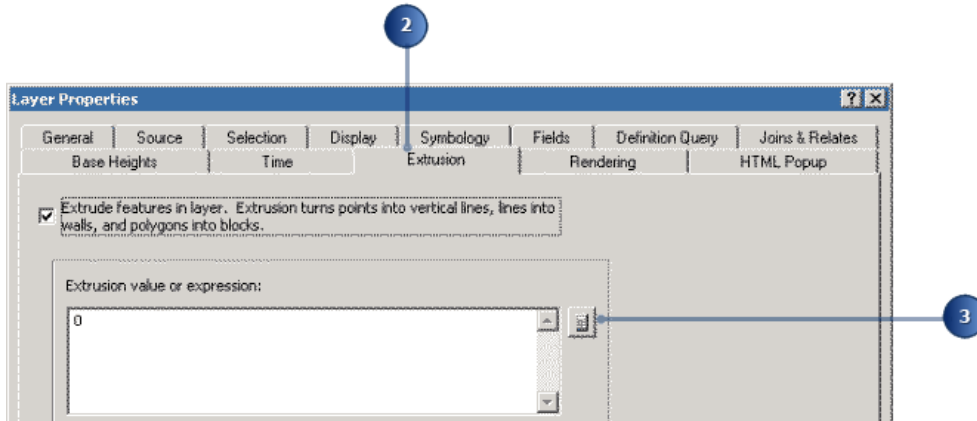 2
Layer Properties
General Source Selection Display Symbology Fields Definition Query Joins & Relates
Base Heights Time Extrusion Rendering HTML Popup
Extrude features in layer. Extrusion turns points into vertical lines, lines into
walls, and polygons into blocks.
Extrusion value or expression:
0
3